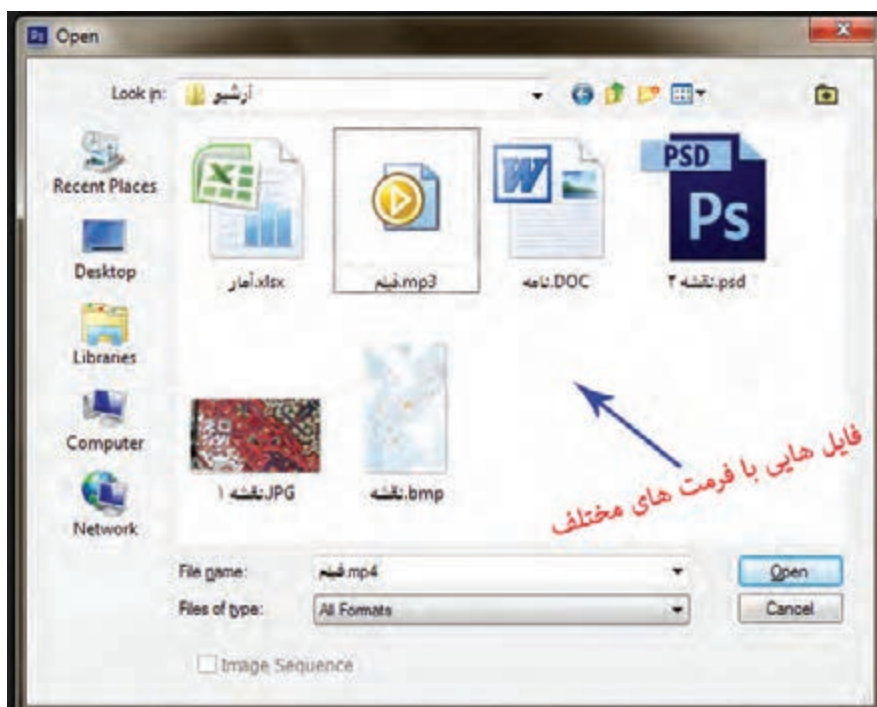 Open
Look in: آرشیو
Recent Places
Desktop
Libraries
Computer
Network
آمار.xlsx
فیلم.mp3
نامه.DOC
PSD
Ps
نقشه ۲.psd
نقشه ۱.JPG
نقشه.bmp
فایل هایی با فرمت های مختلف
File name: فیلم.mp4
Open
Files of type: All Formats
Cancel
Image Sequence